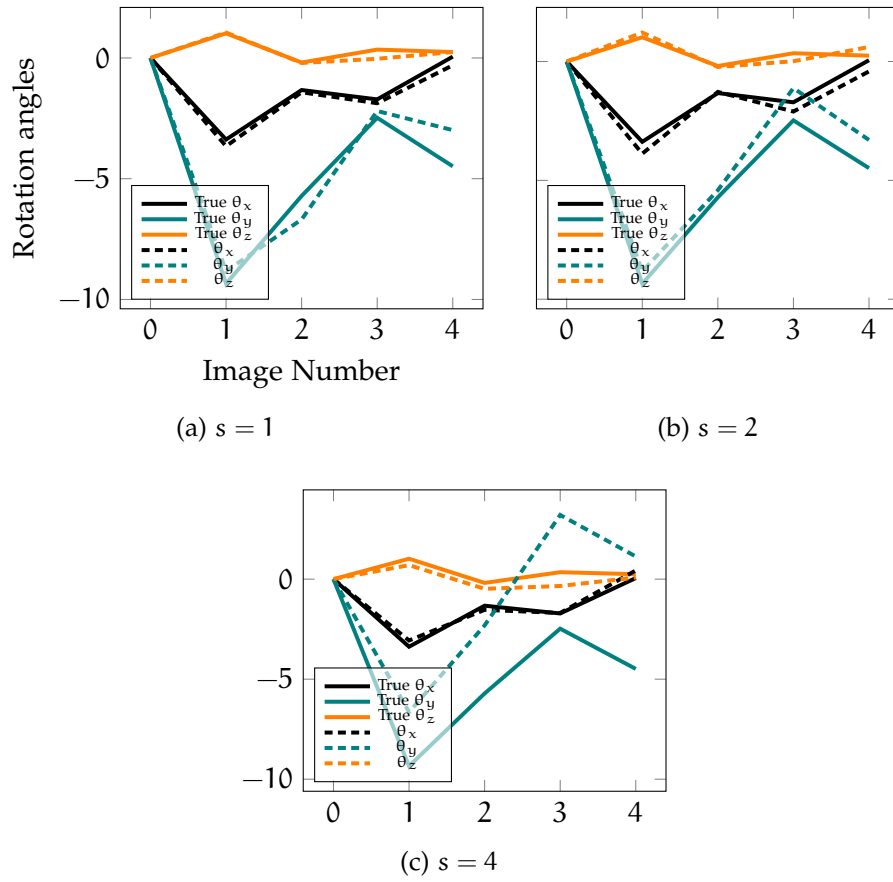 Rotation angles
0
−5
−10
True θx
True θy
True θz
θx
θy
θz
0 1 2 3 4
Image Number
(a) s = 1
0
−5
−10
True θx
True θy
True θz
θx
θy
θz
0 1 2 3 4
(b) s = 2
0
−5
−10
True θx
True θy
True θz
θx
θy
θz
0 1 2 3 4
(c) s = 4